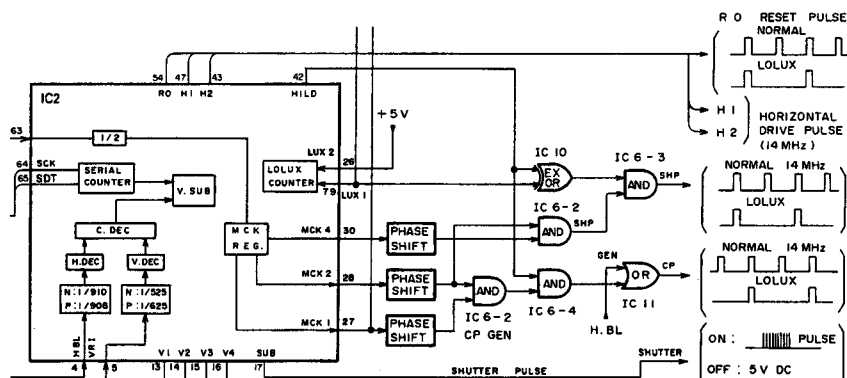 R O RESET PULSE
NORMAL
LOLUX
54 47 43 42
RO H1 H2 HILD
IC2
+5V
H1
H2
HORIZONTAL
DRIVE PULSE
(14 MHz)
63
1/2
LUX 2
26
64 SCK
65 SDT
SERIAL
COUNTER
V. SUB
LOLUX
COUNTER
79
LUX 1
IC 10
EX
OR
IC 6-3
AND
SHP
NORMAL 14 MHz
LOLUX
C. DEC
MCK
REG.
MCK 4
30
PHASE
SHIFT
IC 6-2
AND
SHP
H.DEC
V.DEC
MCK 2
28
PHASE
SHIFT
AND
AND
GEN
OR
CP
NORMAL 14 MHz
LOLUX
N:1/910
P:1/908
N:1/525
P:1/625
IC 6-2
CP GEN
IC 6-4
IC 11
MCK 1
27
PHASE
SHIFT
H.BL
H.BL
VRI
V1 V2 V3 V4 SUB
4 5 13 14 15 16 17
SHUTTER PULSE
SHUTTER
ON: PULSE
OFF: 5V DC